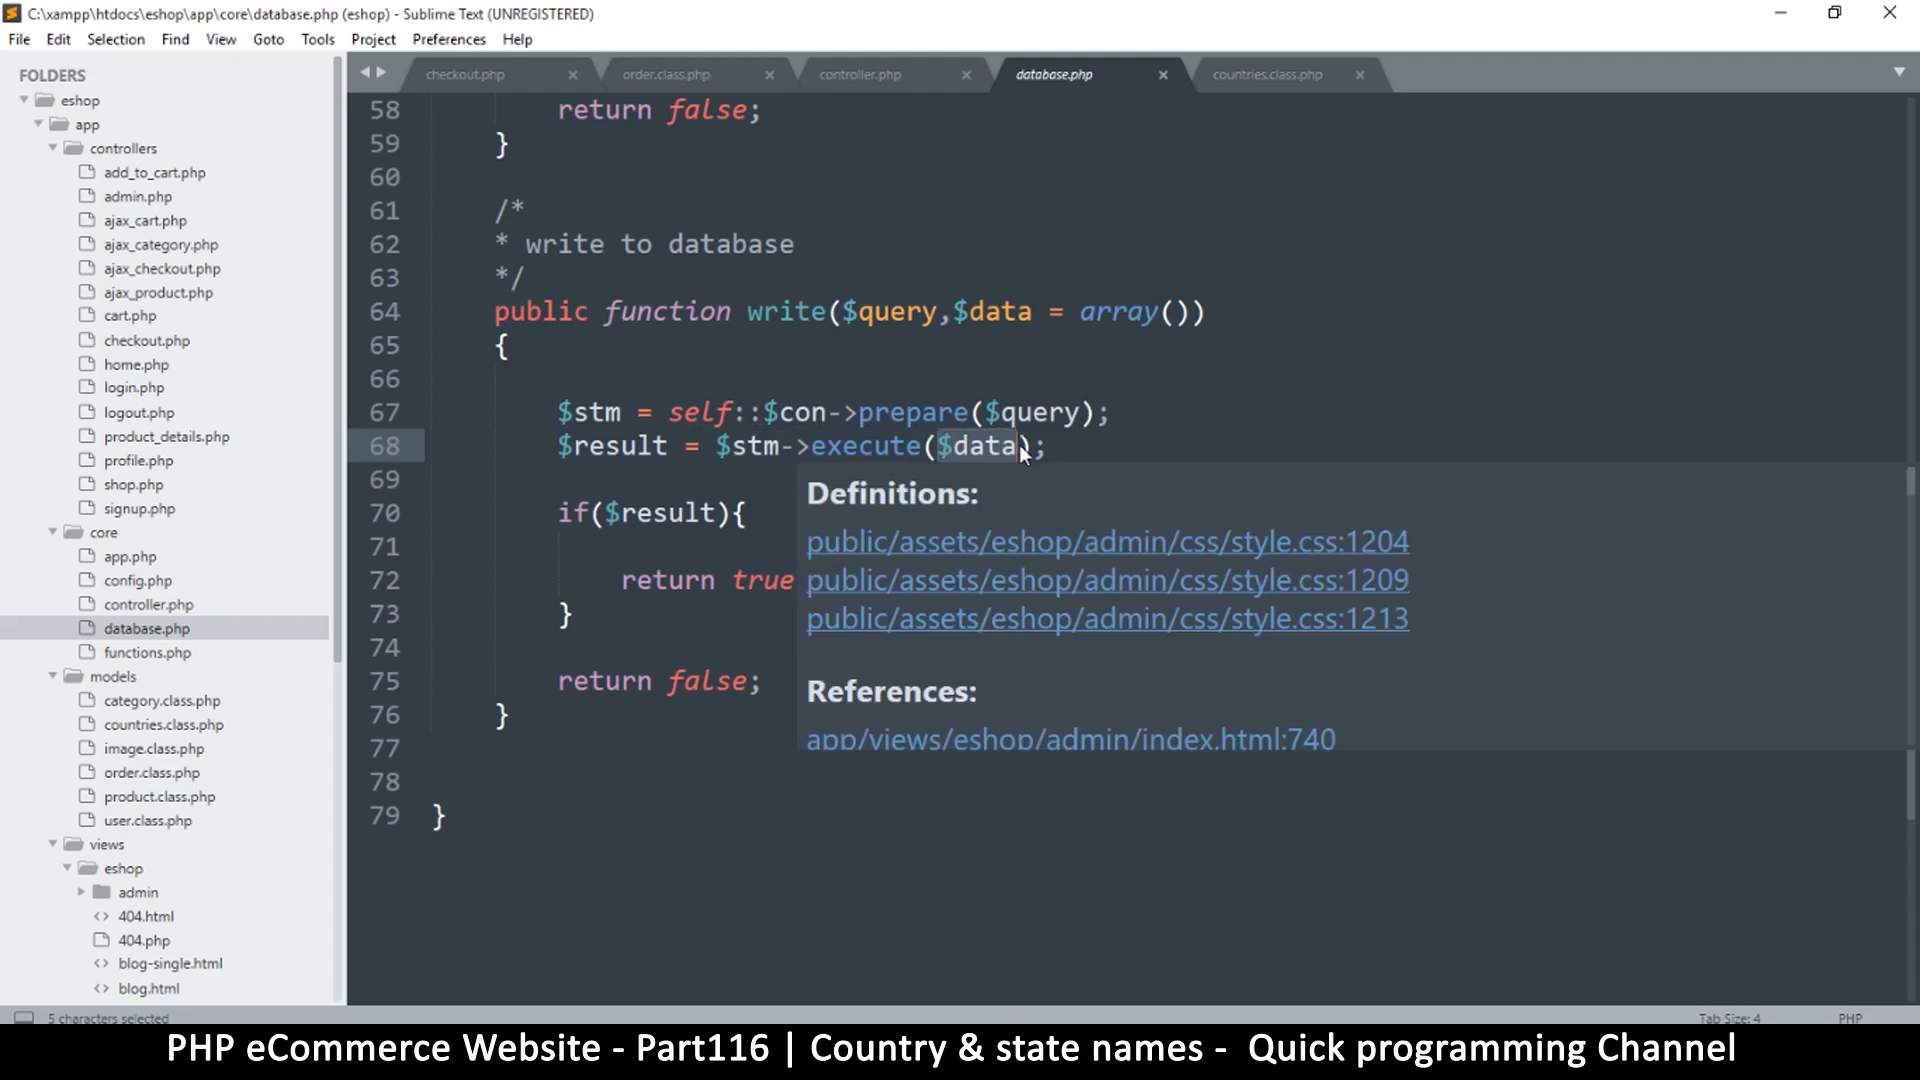 C:\xampp\htdocs\eshop\app\core\database.php (eshop) - Sublime Text (UNREGISTERED)
File Edit Selection Find View Goto Tools Project Preferences Help
FOLDERS
eshop
app
controllers
add_to_cart.php
admin.php
ajax_cart.php
ajax_category.php
ajax_checkout.php
ajax_product.php
cart.php
checkout.php
home.php
login.php
logout.php
product_details.php
profile.php
shop.php
signup.php
core
app.php
config.php
controller.php
database.php
functions.php
models
category.class.php
countries.class.php
image.class.php
order.class.php
product.class.php
user.class.php
views
eshop
admin
404.html
404.php
blog-single.html
blog.html
checkout.php order.class.php controller.php database.php countries.class.php
58 return false;
59 }
60
61 /*
62 * write to database
63 */
64 public function write($query,$data = array())
65 {
66
67 $stm = self::$con->prepare($query);
68 $result = $stm->execute($data);
69
70 if($result){
71
72 return true
73 }
74
75 return false;
76 }
77
78
79 }
Definitions:
public/assets/eshop/admin/css/style.css:1204
public/assets/eshop/admin/css/style.css:1209
public/assets/eshop/admin/css/style.css:1213
References:
app/views/eshop/admin/index.html:740
5 characters selected Tab Size: 4 PHP
PHP eCommerce Website - Part116 | Country & state names - Quick programming Channel